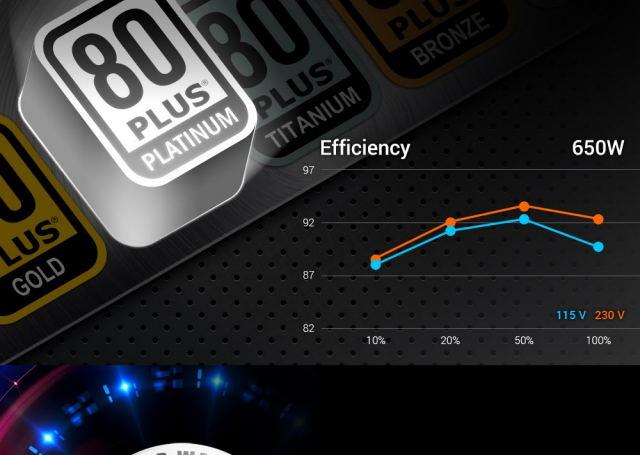 80
PLUS®
PLATINUM
80
PLUS
TITANIUM
PLUS
BRONZE
GOLD
Efficiency
650W
97
92
87
82
10%
20%
50%
100%
115 V 230 V